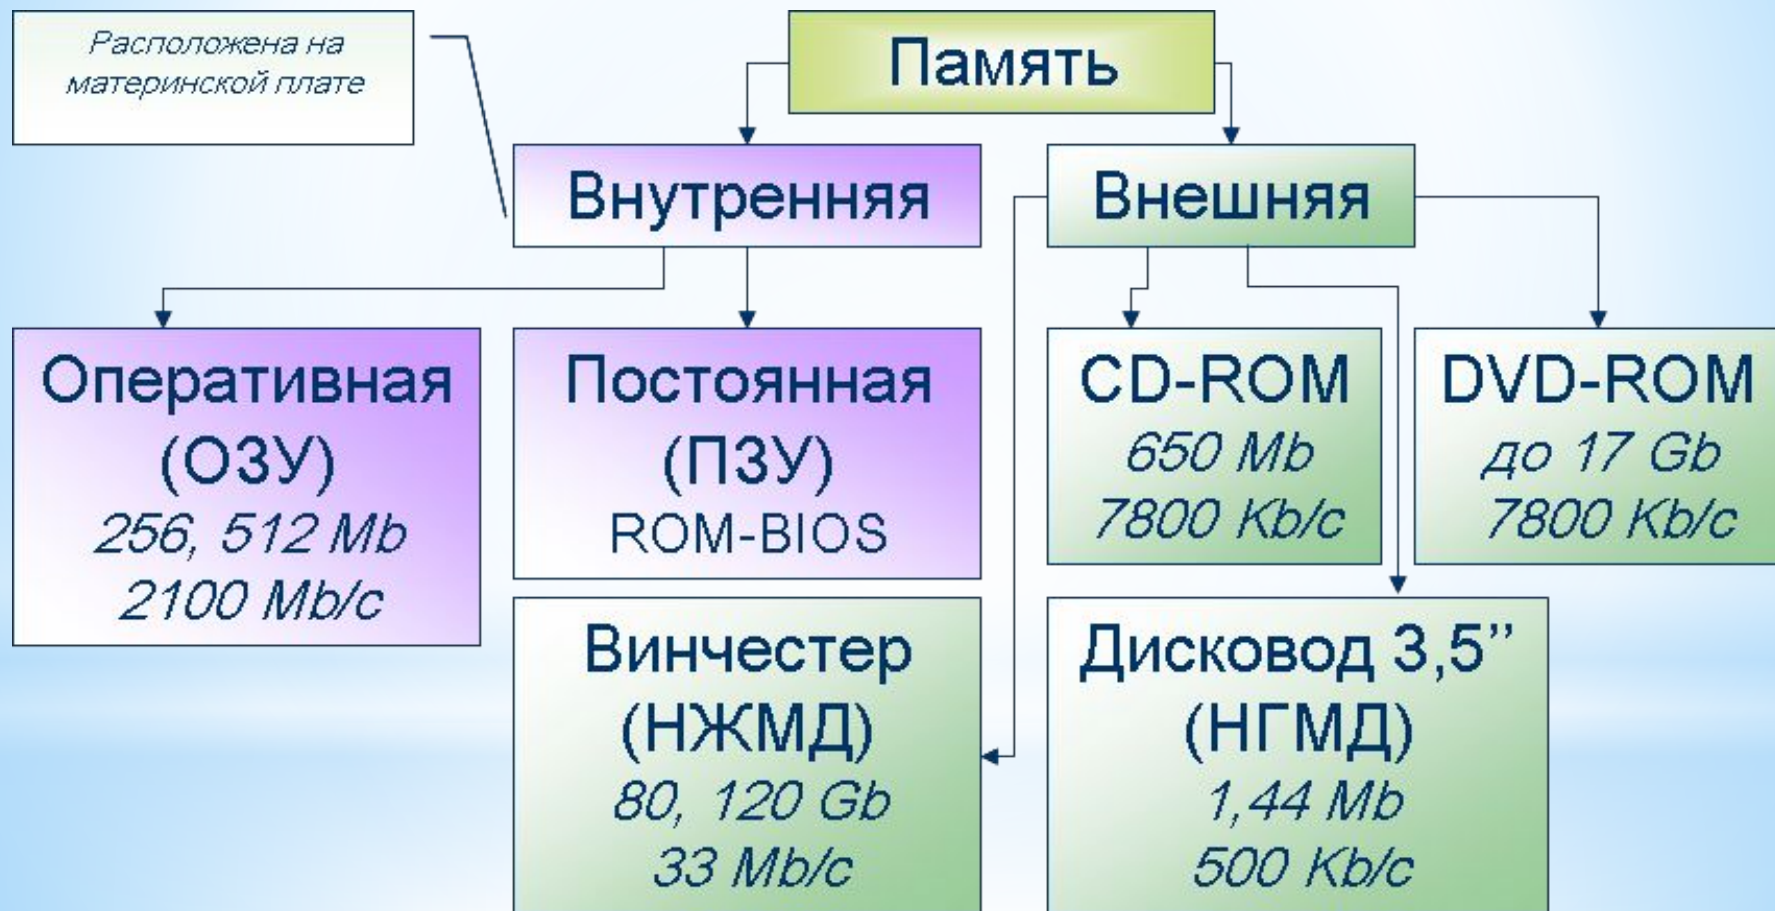 Расположена на
материнской плате
Память
Внутренняя
Внешняя
Оперативная
(ОЗУ)
256, 512 Mb
2100 Mb/c
Постоянная
(ПЗУ)
ROM-BIOS
CD-ROM
650 Mb
7800 Kb/c
DVD-ROM
до 17 Gb
7800 Kb/c
Винчестер
(НЖМД)
80, 120 Gb
33 Mb/c
Дисковод 3,5’’
(НГМД)
1,44 Mb
500 Kb/c